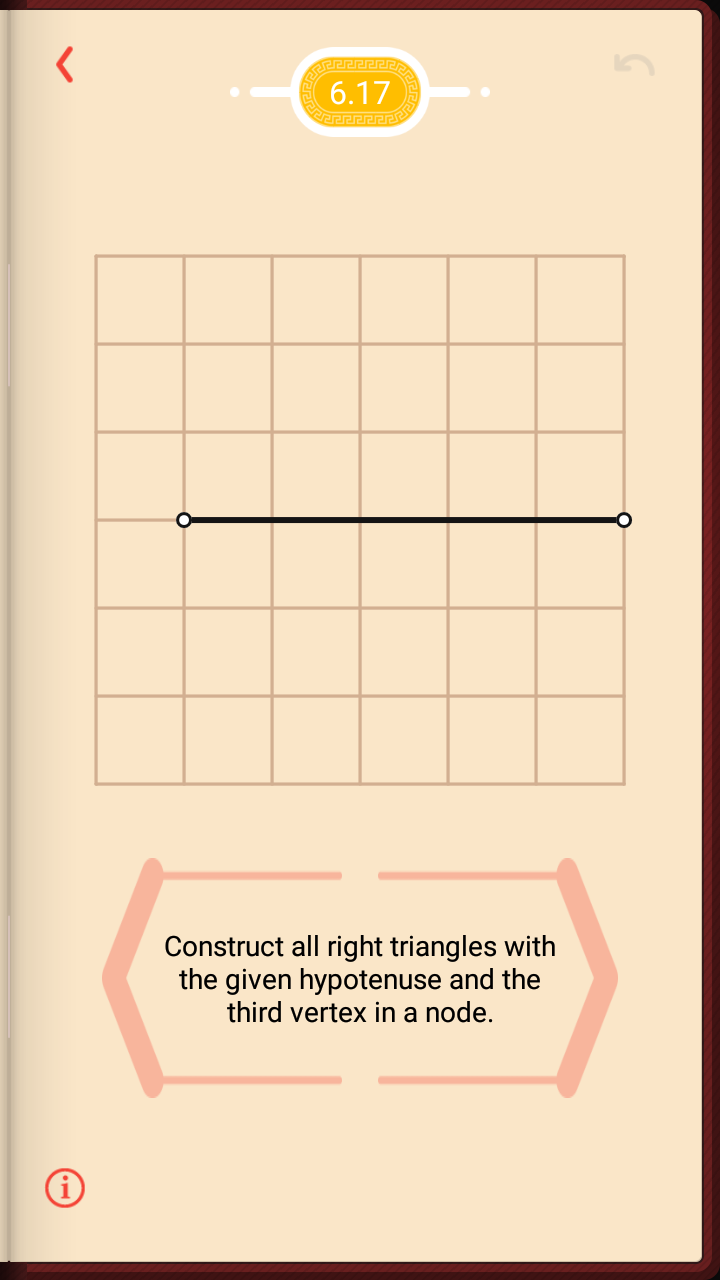 6.17
Construct all right triangles with
the given hypotenuse and the
third vertex in a node.
i